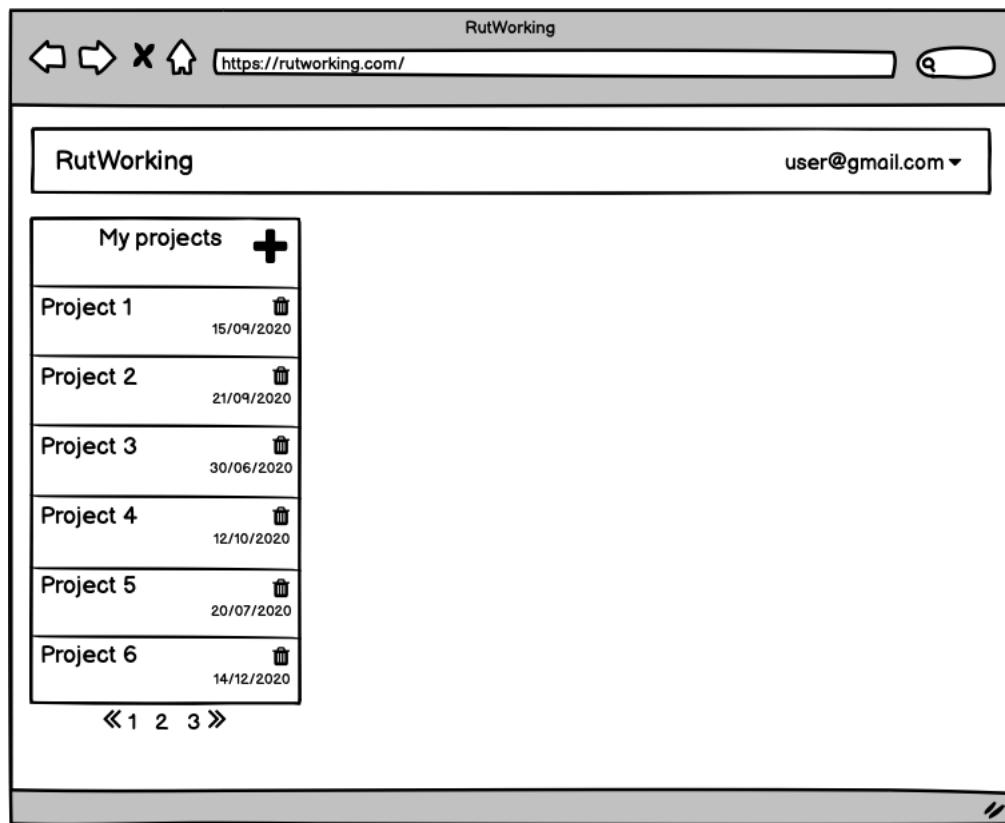 RutWorking
https://rutworking.com/
RutWorking user@gmail.com
My projects
Project 1
15/09/2020
Project 2
21/09/2020
Project 3
30/06/2020
Project 4
12/10/2020
Project 5
20/07/2020
Project 6
14/12/2020
« 1 2 3 »